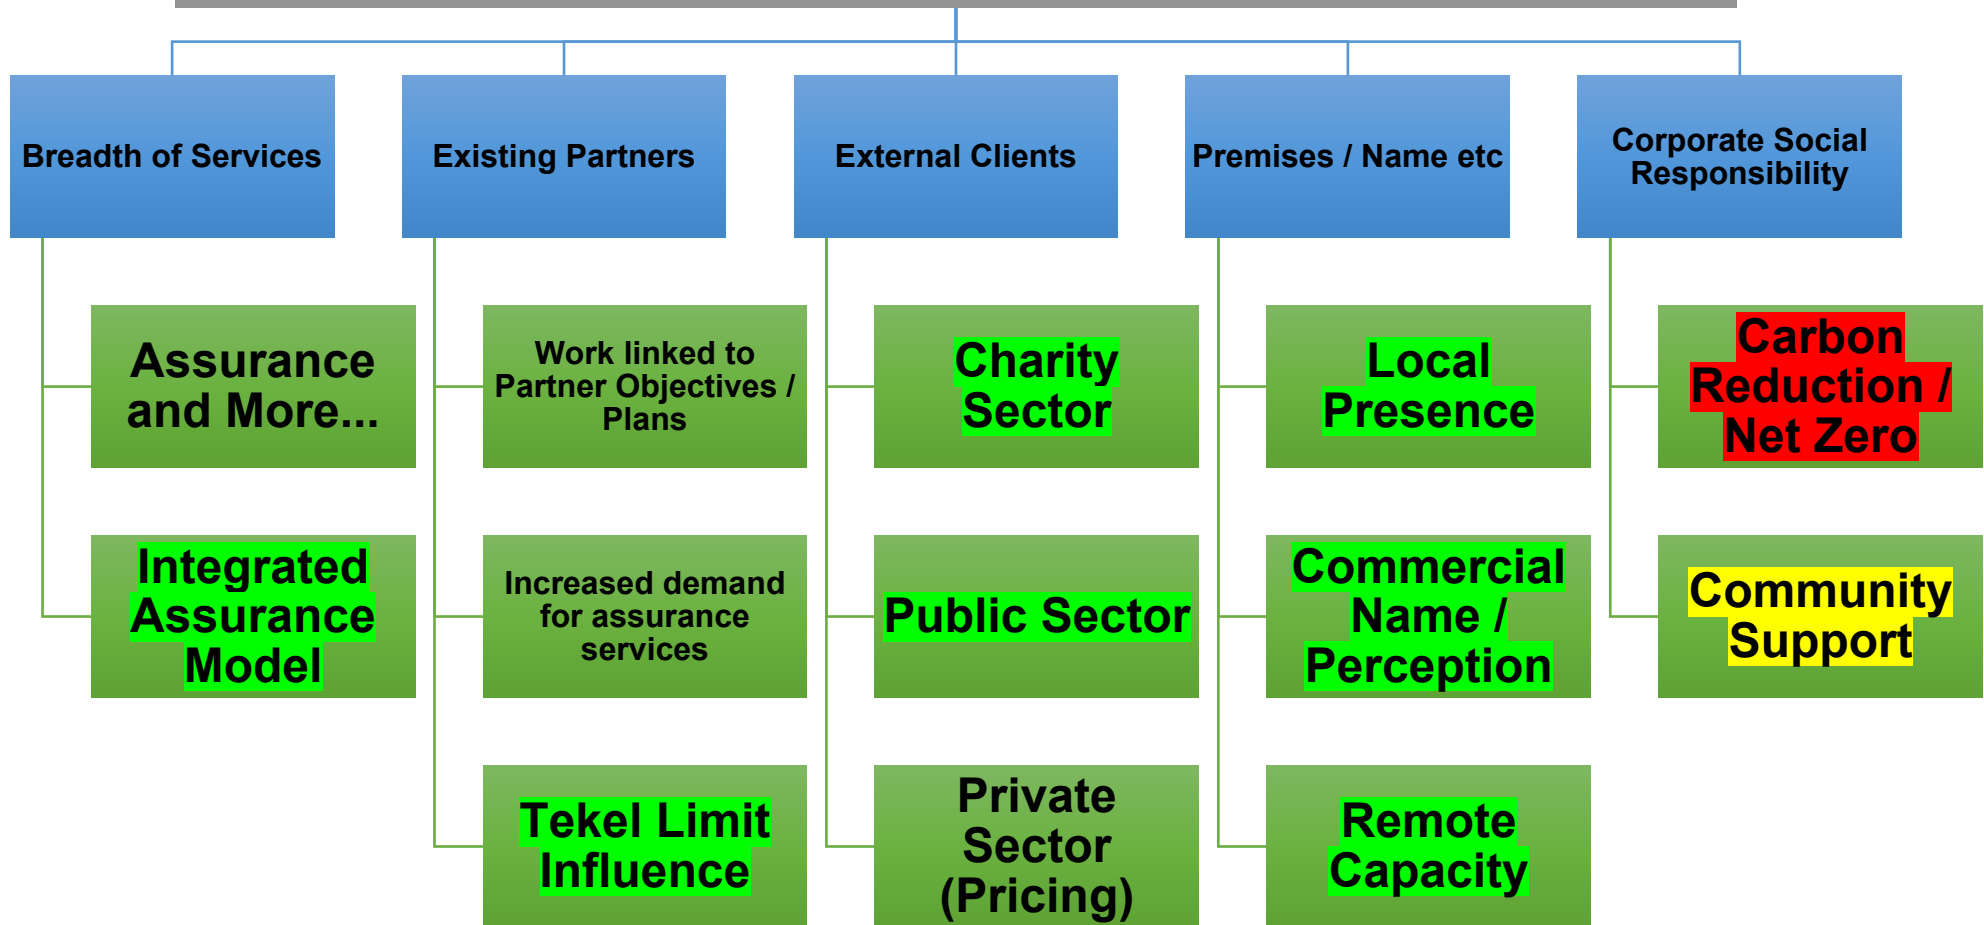 Breadth of Services
Existing Partners
External Clients
Premises / Name etc
Corporate Social
Responsibility
Assurance
and More...
Work linked to
Partner Objectives /
Plans
Charity
Sector
Local
Presence
Carbon
Reduction /
Net Zero
Integrated
Assurance
Model
Increased demand
for assurance
services
Public Sector
Commercial
Name /
Perception
Community
Support
Tekel Limit
Influence
Private
Sector
(Pricing)
Remote
Capacity